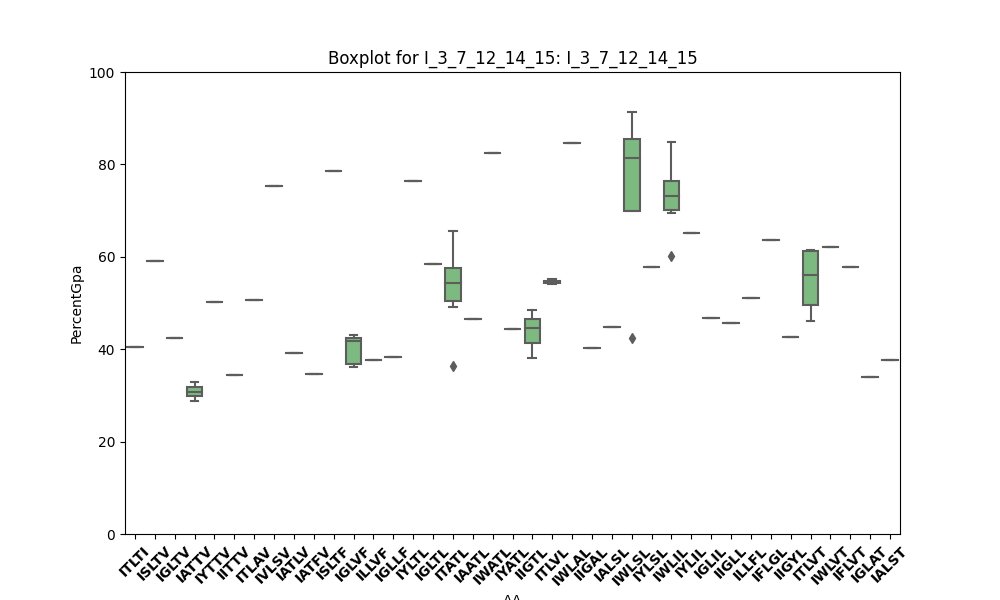 Boxplot for I_3_7_12_14_15: I_3_7_12_14_15
100
80
60
40
20
0
PercentGpa
ITLTI
ISLTV
IGLTV
IATTV
IYTTV
IITTV
ITLAV
IVLSV
IATLV
IATFV
ISLTF
IGLVF
ILLVF
IGLLF
IYLTL
IGLTL
ITATL
IAATL
IWATL
IYATL
IIGTL
ITLVL
IWLAL
IIGAL
IALSL
IWLSL
IYLSL
IWLIL
IYLIL
IGLIL
IIGLL
ILLFL
IFLGL
IIGYL
ITLVT
IWLVT
IFLVT
IGLAT
IALST
AA